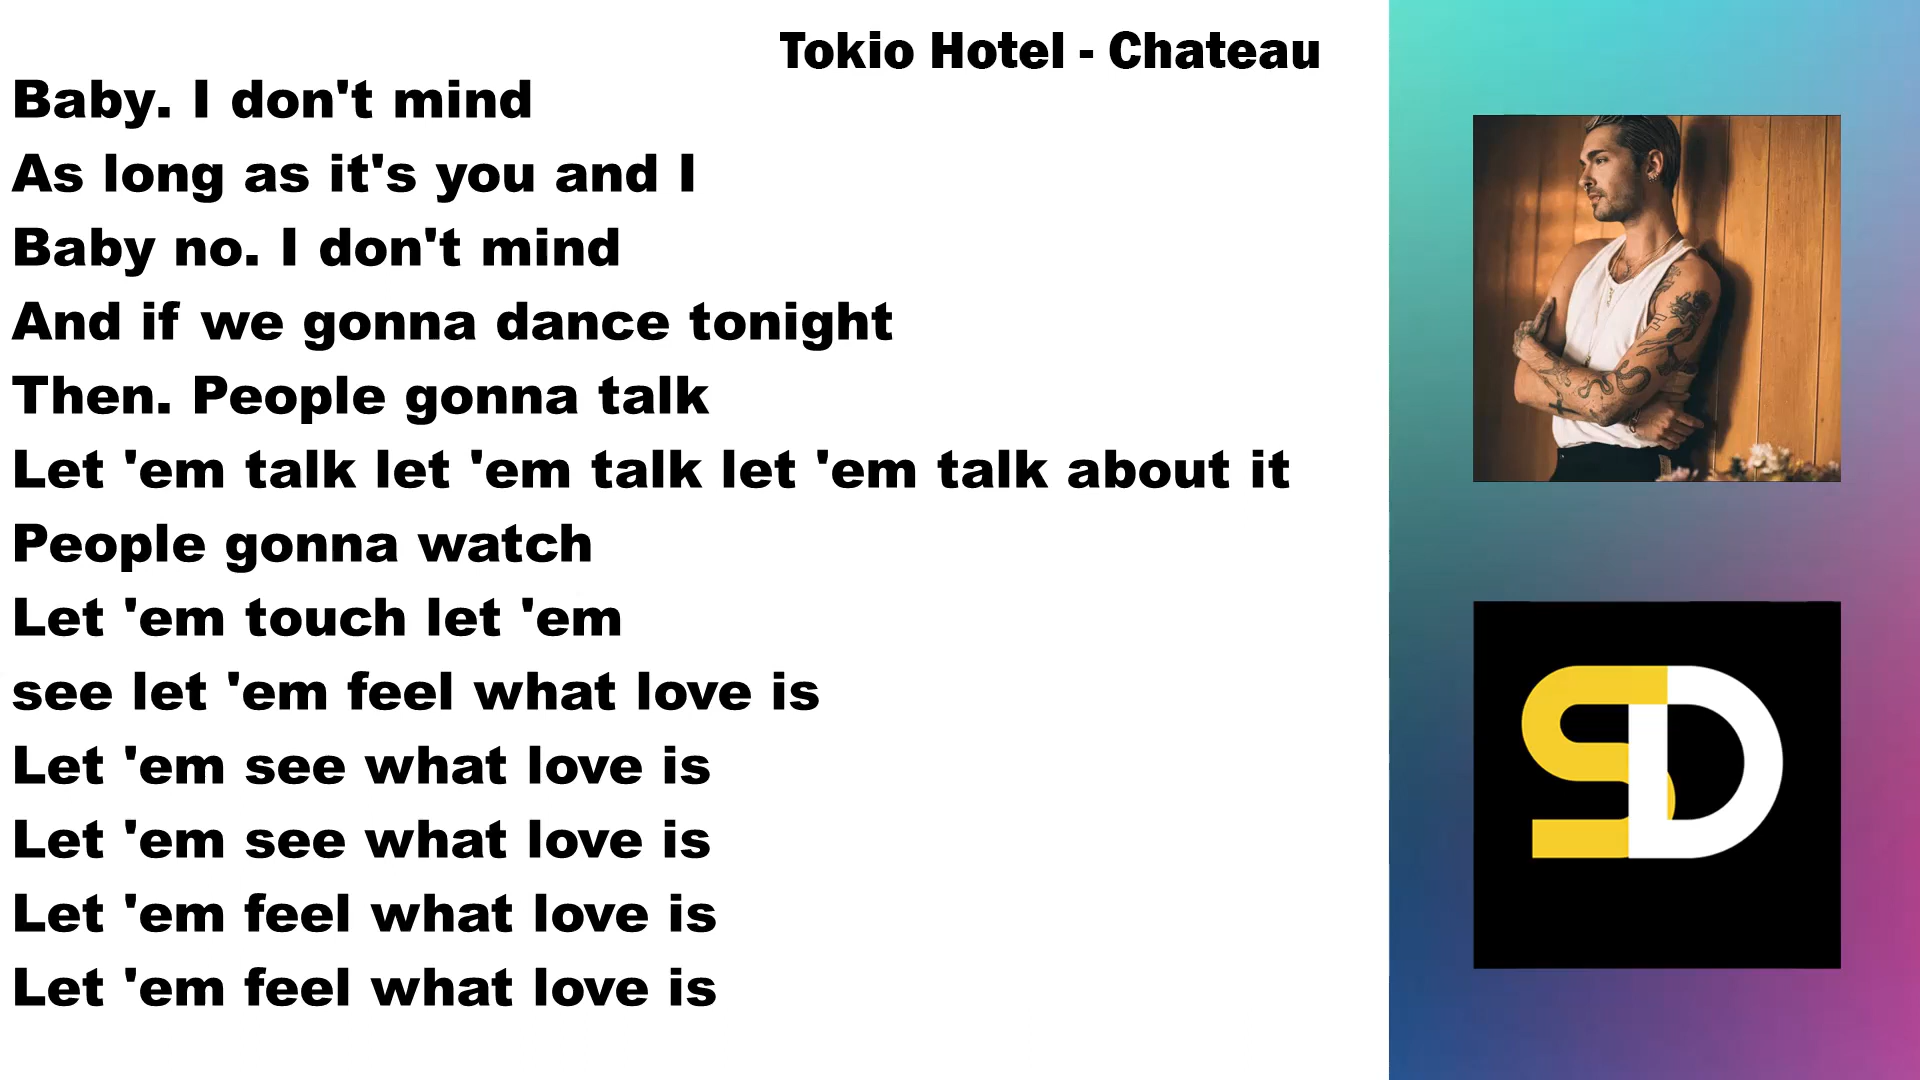 Tokio Hotel - Chateau
Baby. I don't mind
As long as it's you and I
Baby no. I don't mind
And if we gonna dance tonight
Then. People gonna talk
Let 'em talk let 'em talk let 'em talk about it
People gonna watch
Let 'em touch let 'em
see let 'em feel what love is
Let 'em see what love is
Let 'em see what love is
Let 'em feel what love is
Let 'em feel what love is
SD